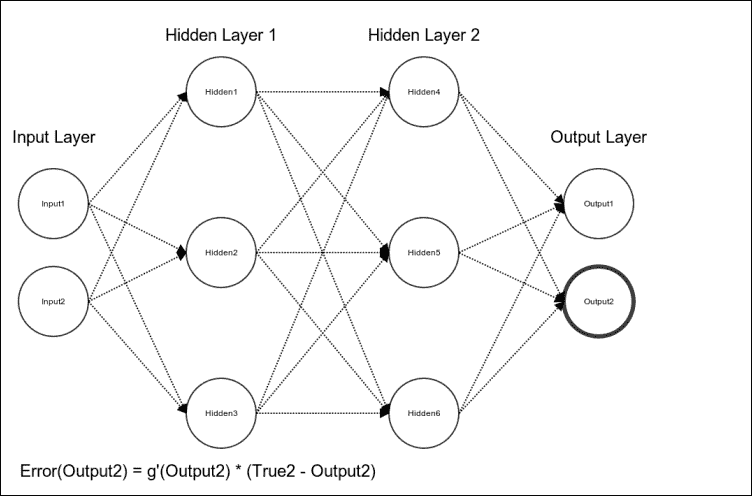 Hidden Layer 1
Hidden Layer 2
Hidden1
Hidden4
Input Layer
Output Layer
Input1
Output1
Hidden2
Hidden5
Input2
Output2
Hidden3
Hidden6
Error(Output2) = g'(Output2) * (True2 - Output2)